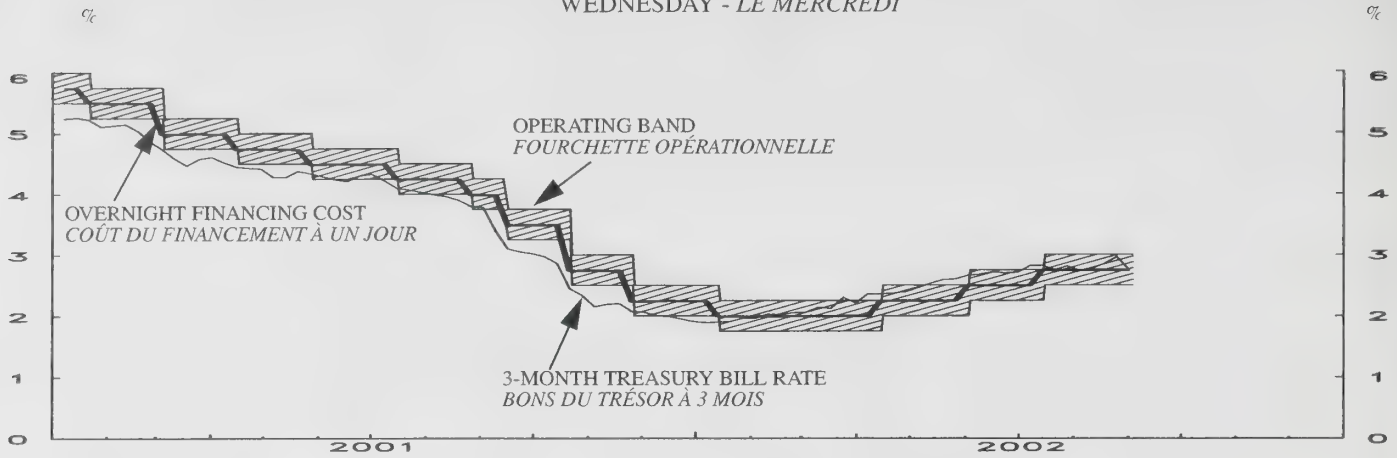 WEDNESDAY - LE MERCREDI
% %
6 6
5 5
OPERATING BAND
FOURCHETTE OPÉRATIONNELLE
4 4
OVERNIGHT FINANCING COST
COÛT DU FINANCEMENT À UN JOUR
3 3
2 2
3-MONTH TREASURY BILL RATE
BONS DU TRÉSOR À 3 MOIS
1 1
0 0
2001 2002